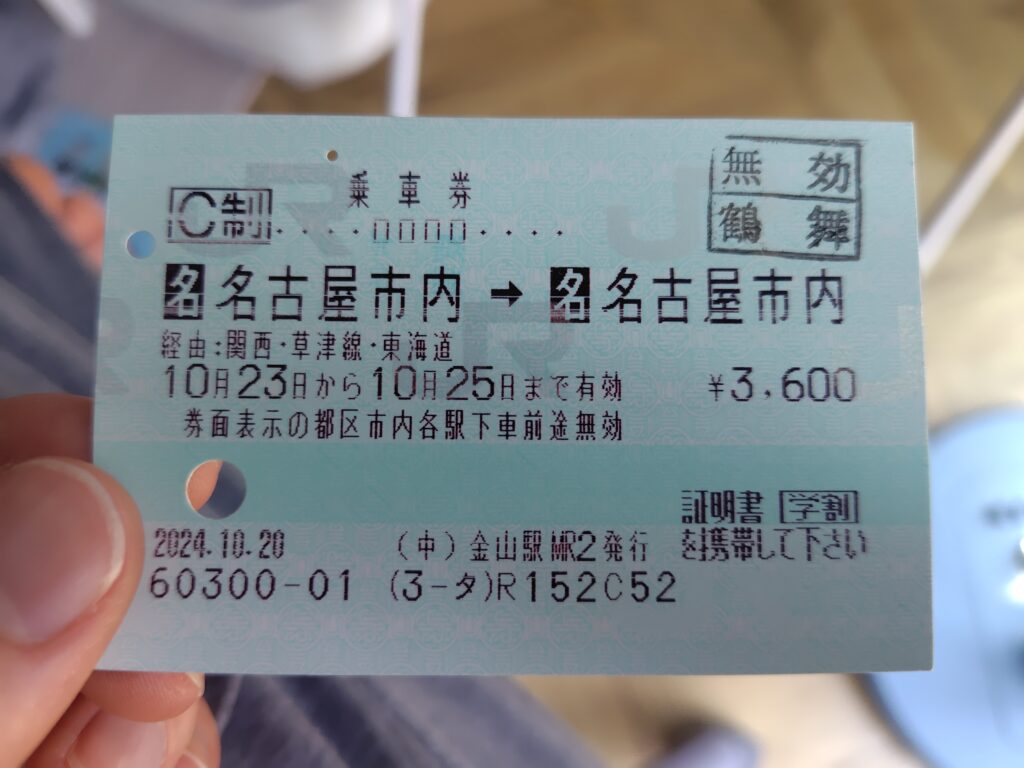 乗車券
無効
鶴舞
C制
····□□□□····
名 名古屋市内 → 名 名古屋市内
経由:関西・草津線・東海道
10月23日から10月25日まで有効 ¥3,600
券面表示の都区市内各駅下車前途無効
証明書 学割
を携帯して下さい
2024.10.20 (中)金山駅MR2発行
60300-01 (3-タ)R152C52